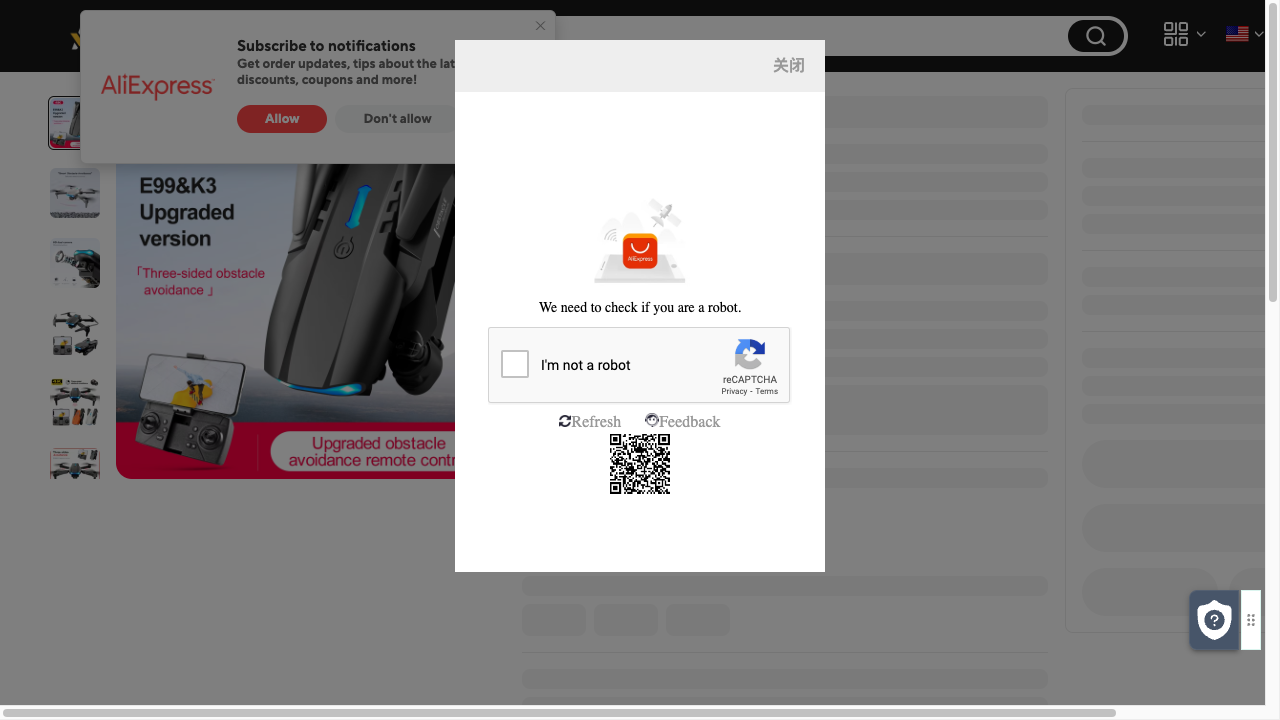 Subscribe to notifications
Get order updates, tips about the lat
discounts, coupons and more!
AliExpress
Allow
Don't allow
关闭
E99&K3
Upgraded
version
「Three-sided obstacle
avoidance 」
Upgraded obstacle
avoidance remote contr
AliExpress
We need to check if you are a robot.
I'm not a robot
reCAPTCHA
Privacy - Terms
Refresh
Feedback